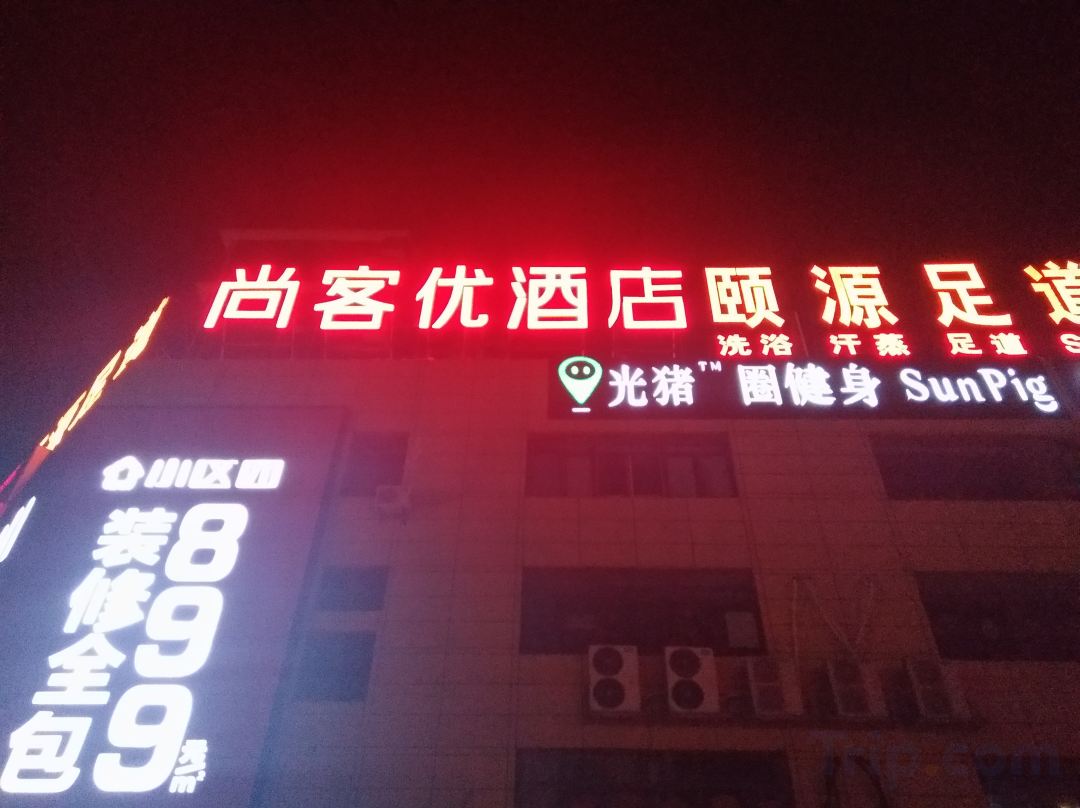 尚客优酒店
颐源足道
洗浴 汗蒸 足道 S
光猪™ 圈健身 SunPig
小区团
装修全包
899元/m²
Trip.com